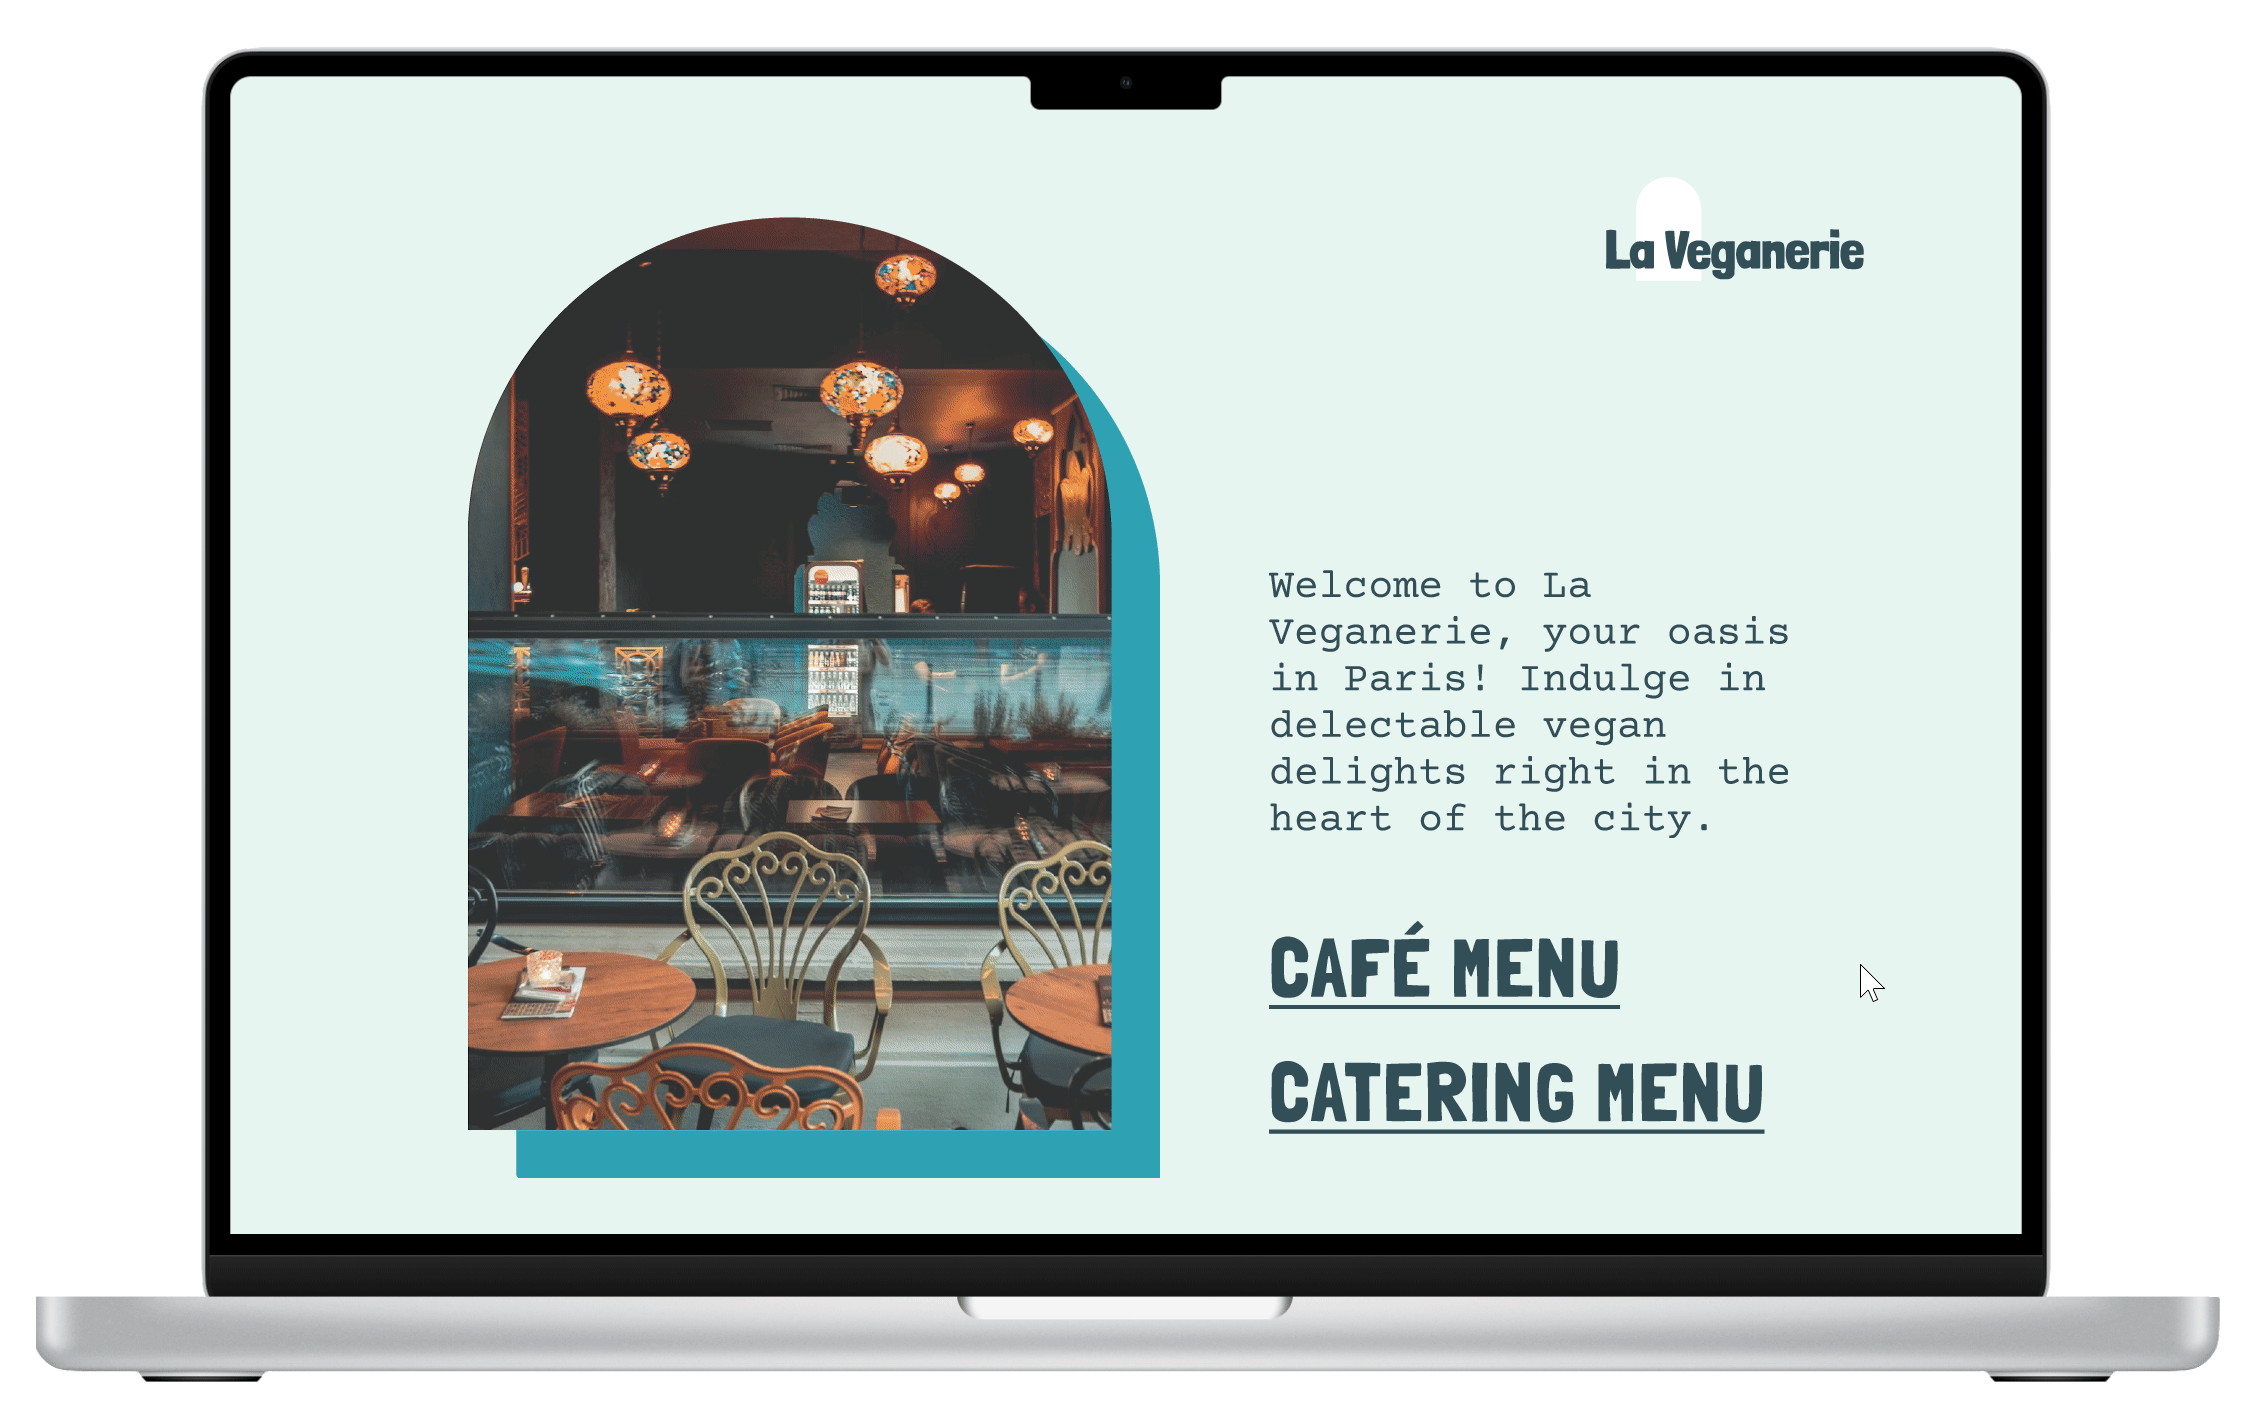 La Veganerie
Welcome to La
Veganerie, your oasis
in Paris! Indulge in
delectable vegan
delights right in the
heart of the city.
CAFÉ MENU
CATERING MENU